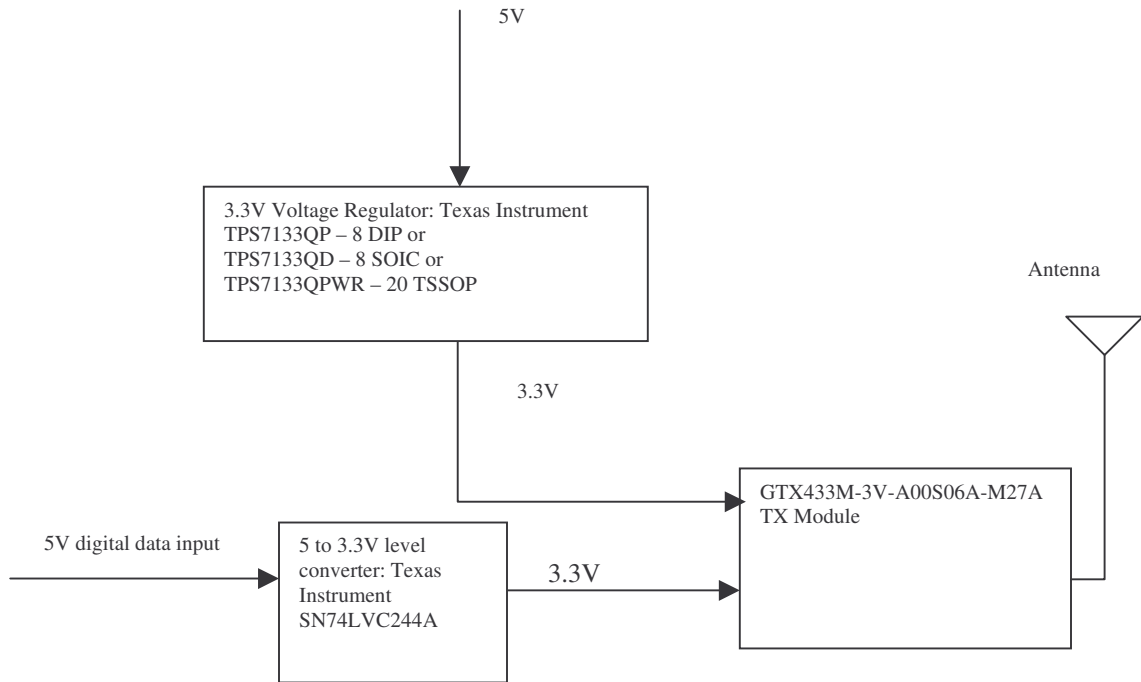 5V
3.3V Voltage Regulator: Texas Instrument
TPS7133QP – 8 DIP or
TPS7133QD – 8 SOIC or
TPS7133QPWR – 20 TSSOP
Antenna
3.3V
GTX433M-3V-A00S06A-M27A
TX Module
5V digital data input
5 to 3.3V level
converter: Texas
Instrument
SN74LVC244A
3.3V